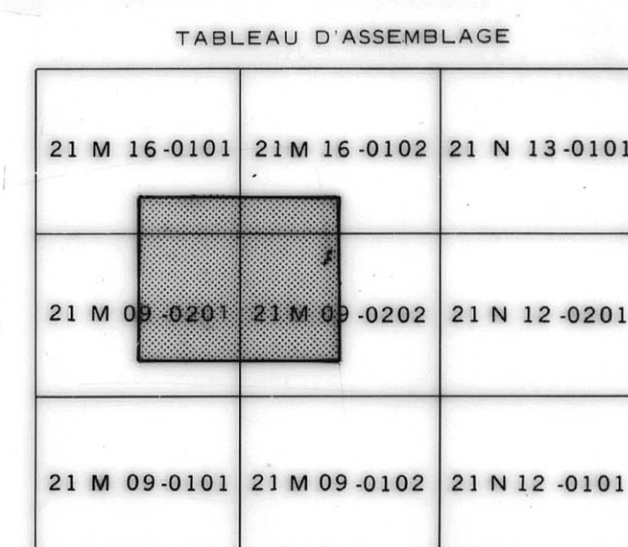 TABLEAU D'ASSEMBLAGE
21 M 16-0101 21 M 16-0102 21 N 13-0101
21 M 09-0201 21 M 09-0202 21 N 12-0201
21 M 09-0101 21 M 09-0102 21 N 12-0101